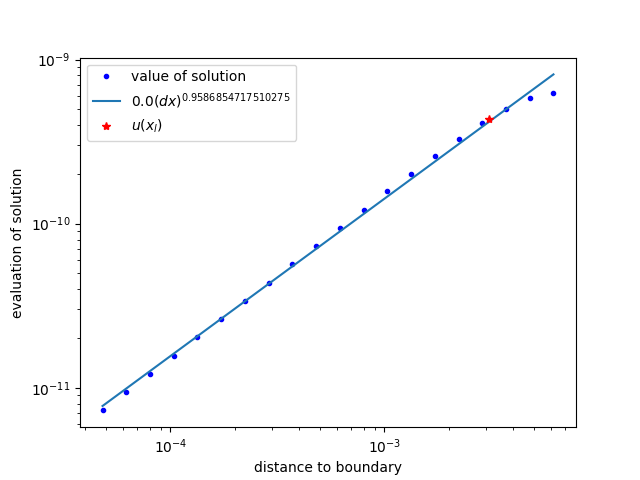 10⁻⁹
value of solution
0.0(dx)^0.9586854717510275
u(x_l)
10⁻¹⁰
evaluation of solution
10⁻¹¹
10⁻⁴
10⁻³
distance to boundary